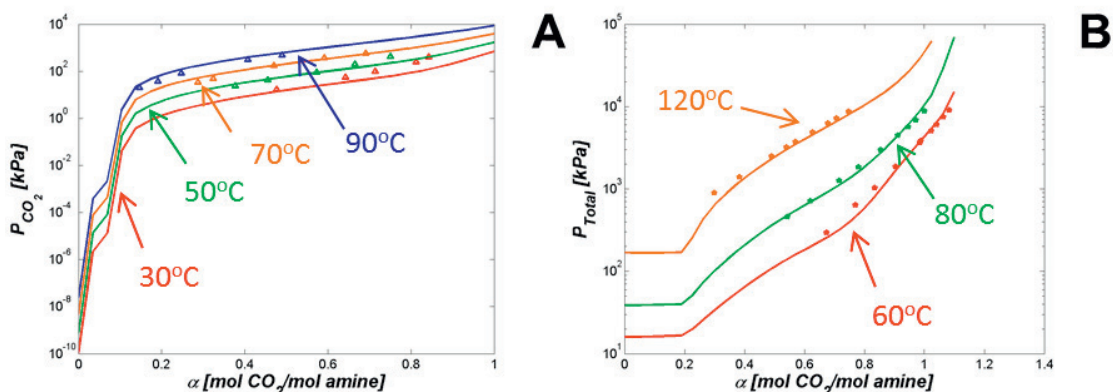 A
10^4
10^2
10^0
10^-2
10^-4
10^-6
10^-8
10^-10
P_CO_2 [kPa]
90°C
70°C
50°C
30°C
0 0.2 0.4 0.6 0.8 1
α [mol CO_2/mol amine]
B
10^5
10^4
10^3
10^2
10^1
P_Total [kPa]
120°C
80°C
60°C
0 0.2 0.4 0.6 0.8 1 1.2 1.4
α [mol CO_2/mol amine]